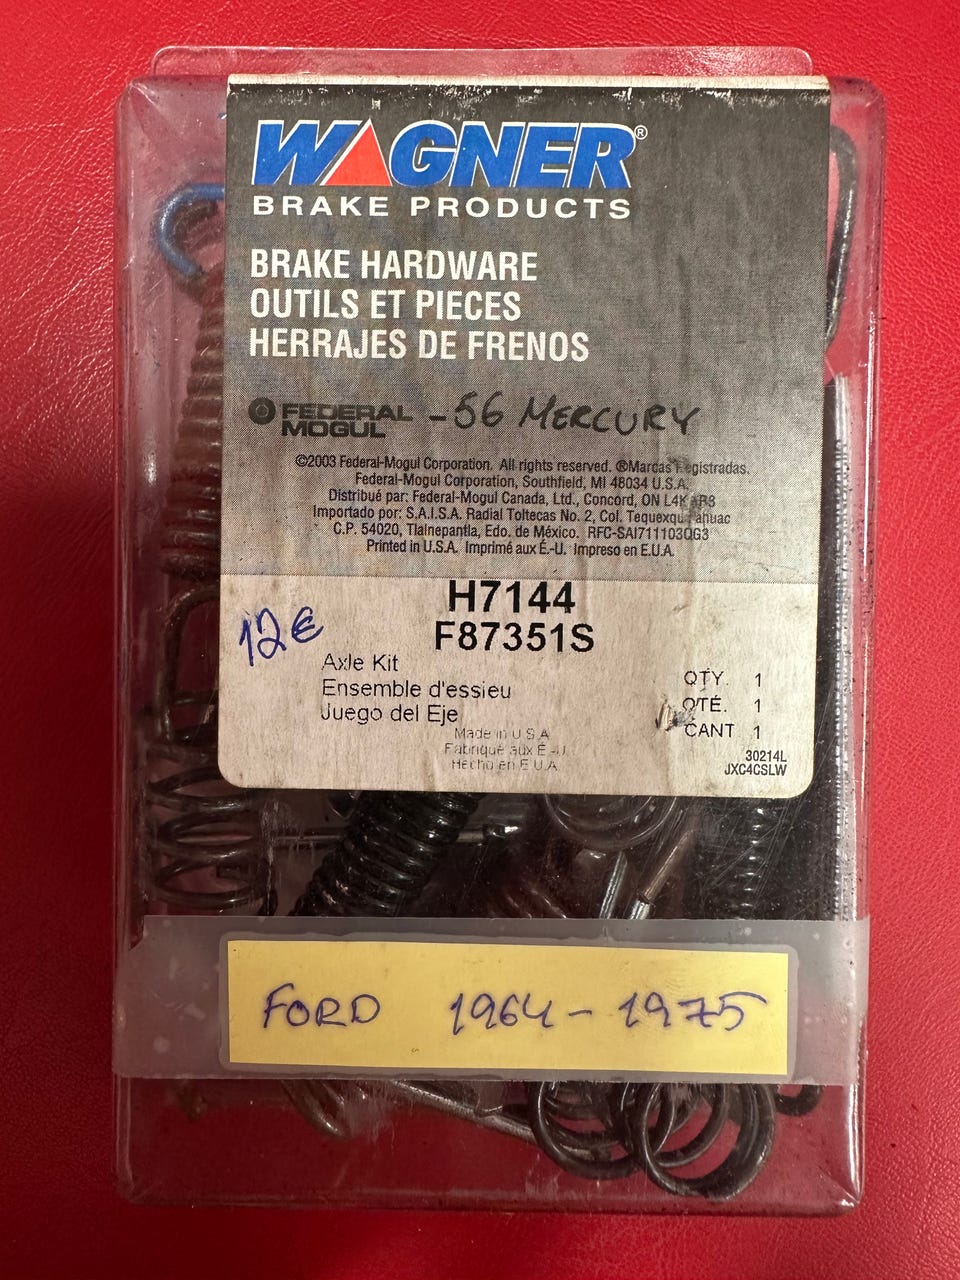 WAGNER®
BRAKE PRODUCTS
BRAKE HARDWARE
OUTILS ET PIECES
HERRAJES DE FRENOS
FEDERAL MOGUL -56 MERCURY
©2003 Federal-Mogul Corporation. All rights reserved. ®Marcas Registradas.
Federal-Mogul Corporation, Southfield, MI 48034 U.S.A.
Distribué par: Federal-Mogul Canada, Ltd., Concord, ON
Importado por: S.A.I.S.A. Radial Toltecas No. 2, Col.
C.P. 54020, Tlalnepantla, Edo. de México. RFC-SAI711103QG3
Printed in U.S.A. Imprimé aux É.-U. Impreso en E.U.A.
H7144
F87351S
12€
Axle Kit
Ensemble d'essieu
Juego del Eje
QTY. 1
QTÉ. 1
CANT 1
Made in U.S.A.
Fabriqué aux É.-U.
Hecho en E.U.A.
30214L
JXC4CSLW
FORD 1964-1975